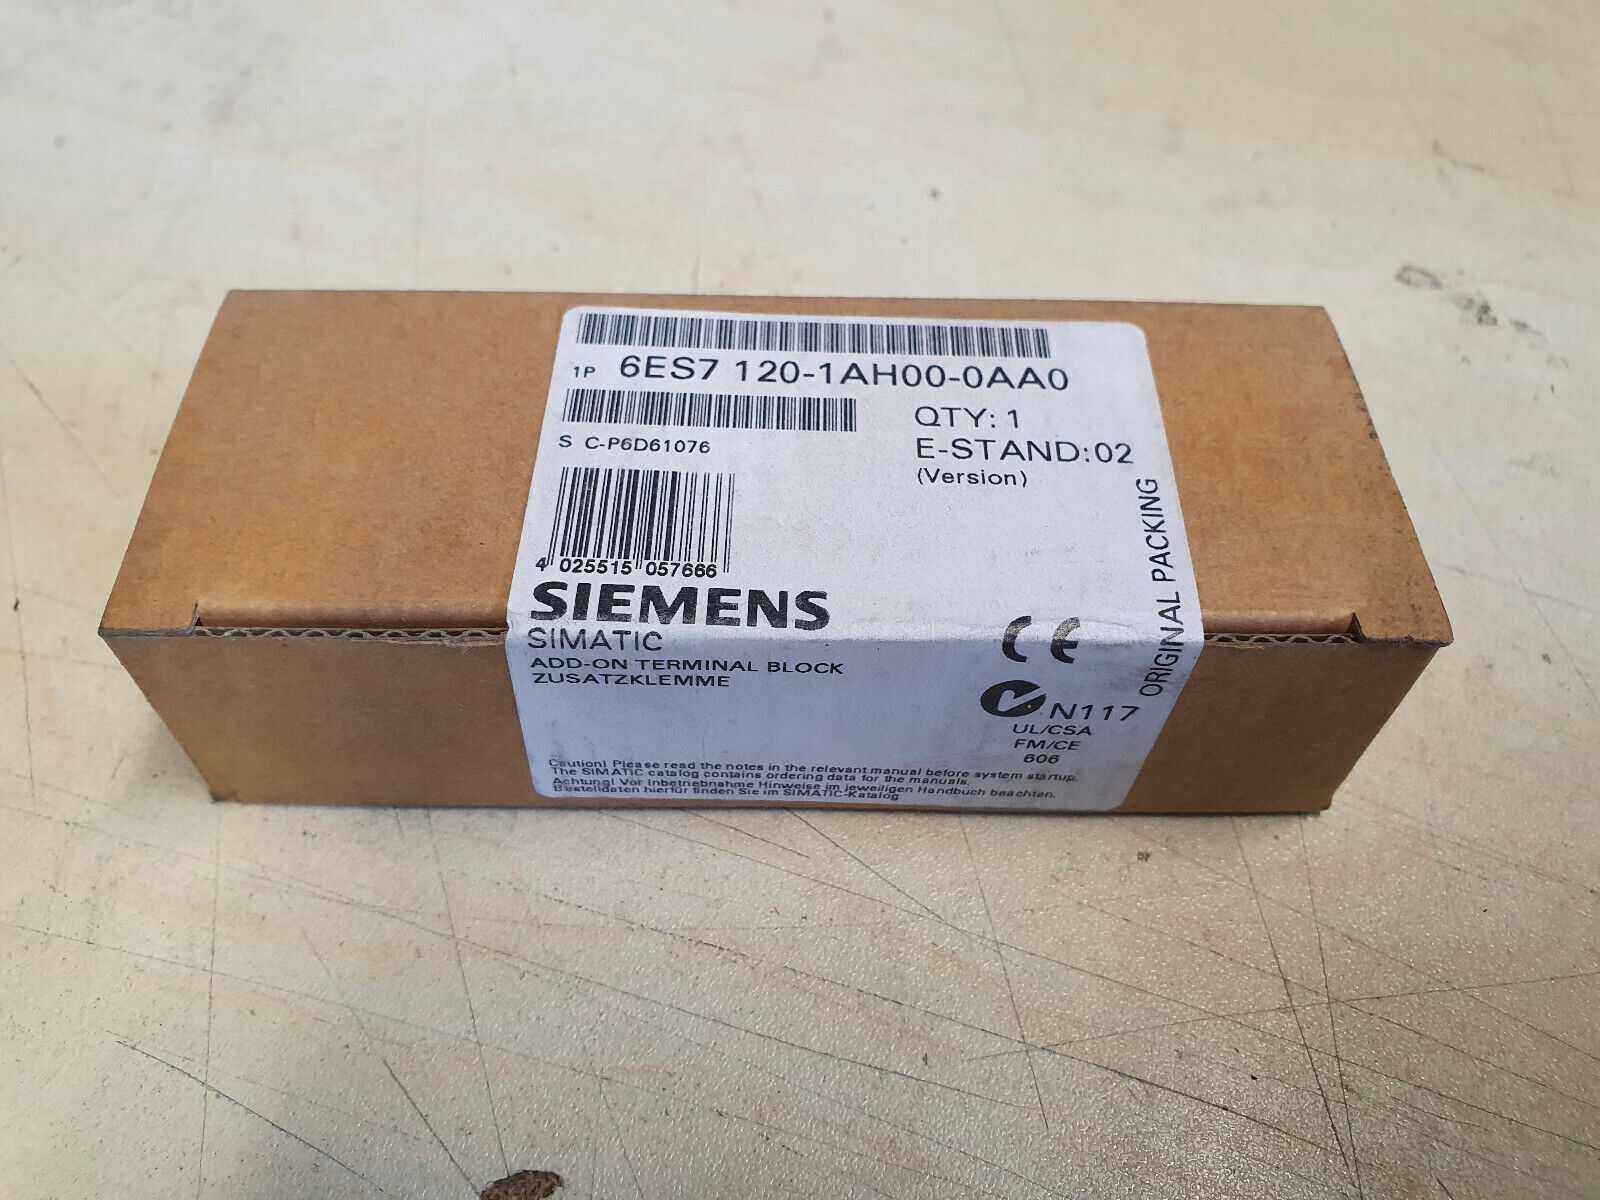 1P 6ES7 120-1AH00-0AA0
QTY: 1
S C-P6D61076
E-STAND:02
(Version)
4 025515 057666
ORIGINAL PACKING
SIEMENS
SIMATIC
ADD-ON TERMINAL BLOCK
ZUSATZKLEMME
CE
N117
UL/CSA
FM/CE
606
Caution! Please read the notes in the relevant manual before system startup.
The SIMATIC catalog contains ordering data for the manuals.
Achtung! Vor Inbetriebnahme Hinweise im jeweiligen Handbuch beachten.
Bestelldaten hierfür finden Sie im SIMATIC-Katalog.